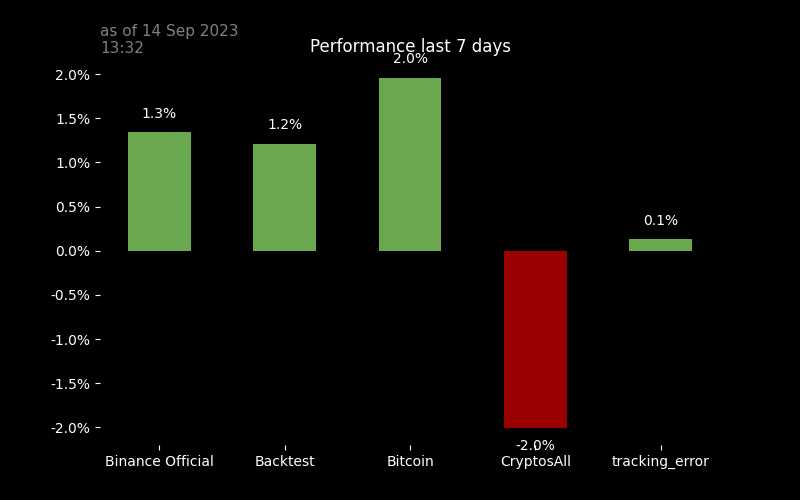 as of 14 Sep 2023
13:32
Performance last 7 days
2.0%
1.5%
1.0%
0.5%
0.0%
-0.5%
-1.0%
-1.5%
-2.0%
1.3%
1.2%
2.0%
-2.0%
0.1%
Binance Official
Backtest
Bitcoin
CryptosAll
tracking_error